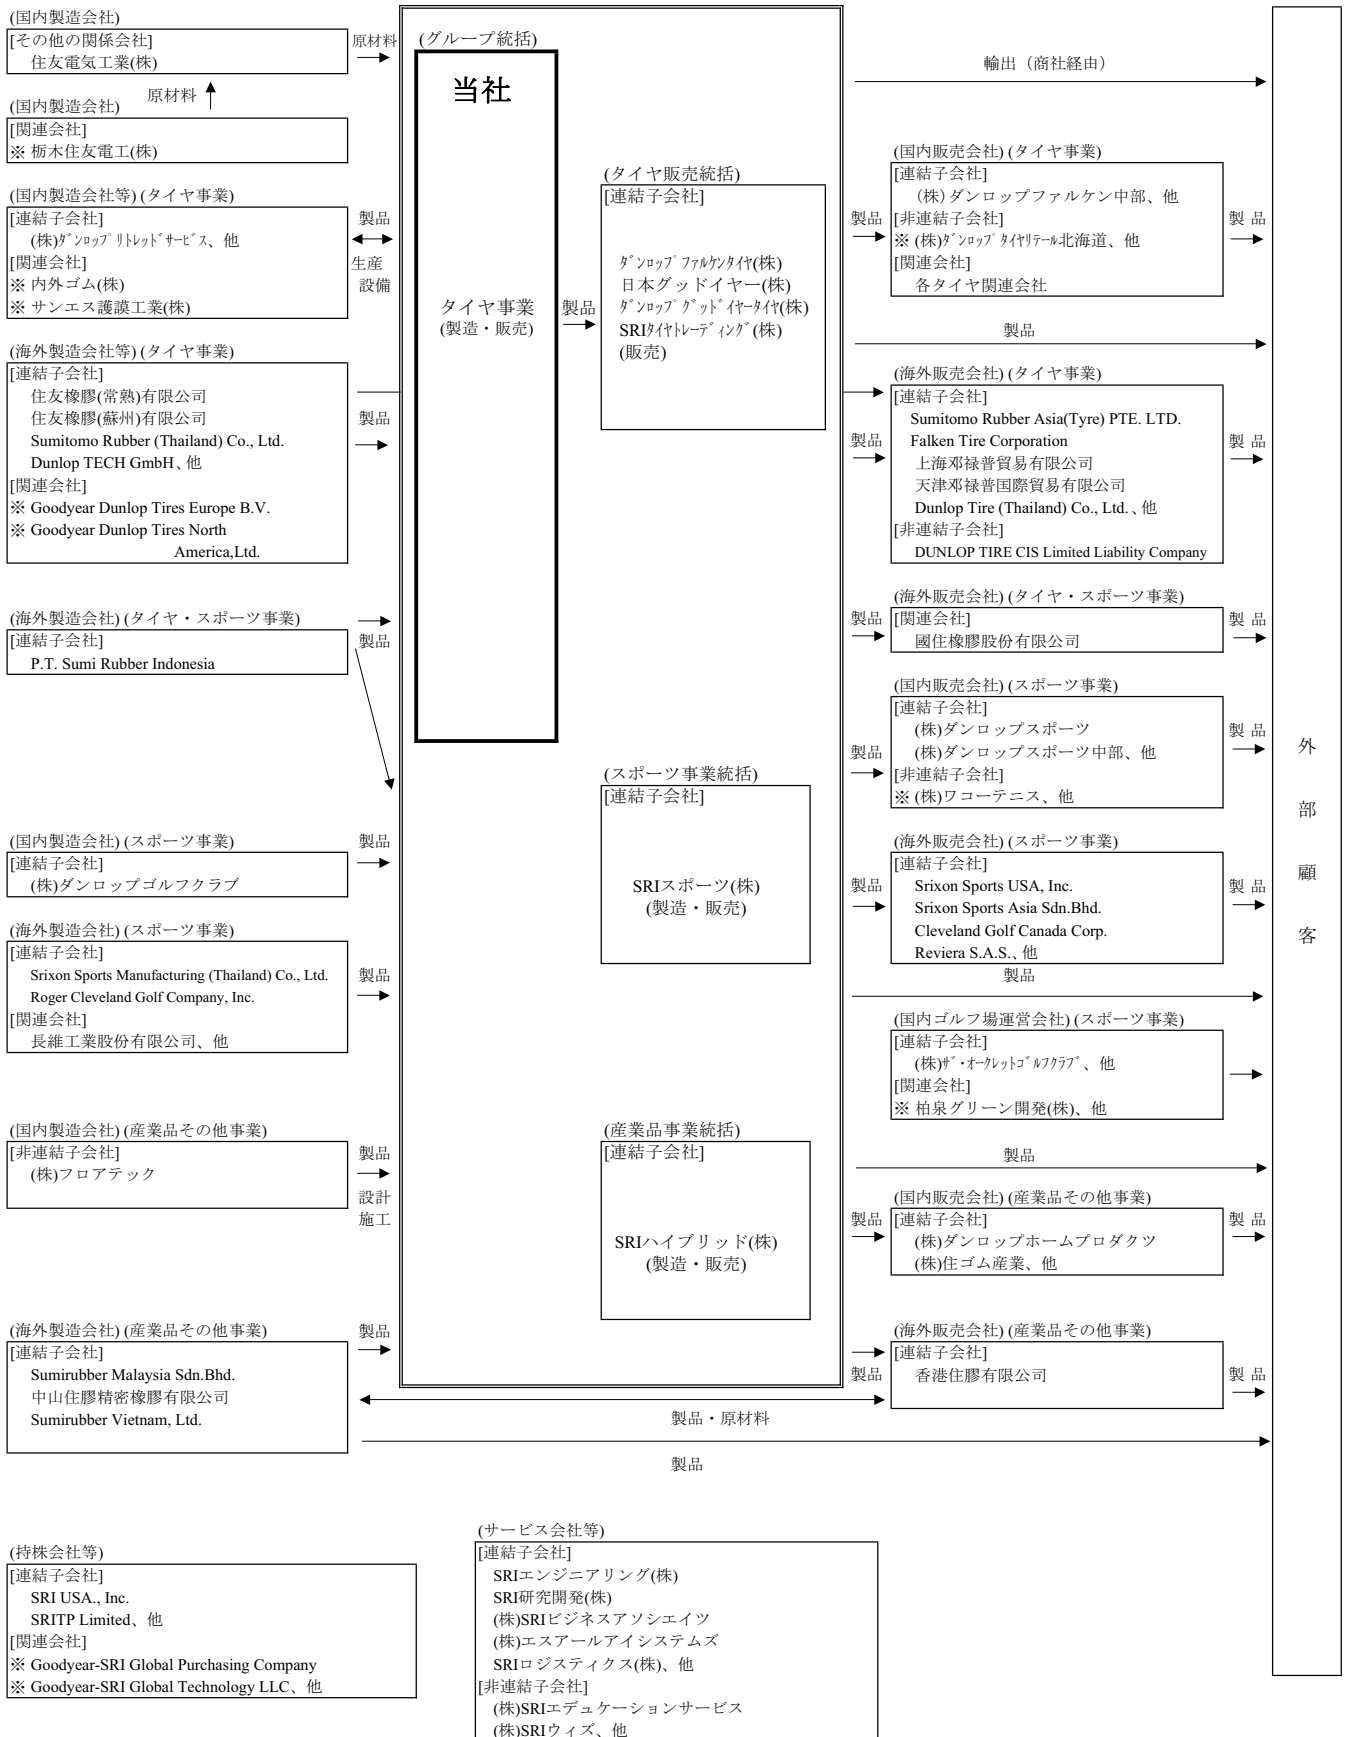 (国内製造会社)
[その他の関係会社]
住友電気工業(株)
原材料
原材料
(国内製造会社)
[関連会社]
※ 栃木住友電工(株)
(国内製造会社等) (タイヤ事業)
[連結子会社]
(株)ﾀﾞﾝﾛｯﾌﾟﾘﾄﾚｯﾄﾞｻｰﾋﾞｽ、他
[関連会社]
※ 内外ゴム(株)
※ サンエス護謨工業(株)
製品
生産
設備
(海外製造会社等) (タイヤ事業)
[連結子会社]
住友橡膠(常熟)有限公司
住友橡膠(蘇州)有限公司
Sumitomo Rubber (Thailand) Co., Ltd.
Dunlop TECH GmbH、他
[関連会社]
※ Goodyear Dunlop Tires Europe B.V.
※ Goodyear Dunlop Tires North
America,Ltd.
製品
(海外製造会社) (タイヤ・スポーツ事業)
[連結子会社]
P.T. Sumi Rubber Indonesia
製品
(国内製造会社) (スポーツ事業)
[連結子会社]
(株)ダンロップゴルフクラブ
製品
(海外製造会社) (スポーツ事業)
[連結子会社]
Srixon Sports Manufacturing (Thailand) Co., Ltd.
Roger Cleveland Golf Company, Inc.
[関連会社]
長維工業股份有限公司、他
製品
(国内製造会社) (産業品その他事業)
[非連結子会社]
(株)フロアテック
製品
設計
施工
(海外製造会社) (産業品その他事業)
[連結子会社]
Sumirubber Malaysia Sdn.Bhd.
中山住膠精密橡膠有限公司
Sumirubber Vietnam, Ltd.
製品
(グループ統括)
当社
タイヤ事業
(製造・販売)
製品
(タイヤ販売統括)
[連結子会社]
ﾀﾞﾝﾛｯﾌﾟﾌｧﾙｹﾝﾀｲﾔ(株)
日本グッドイヤー(株)
ﾀﾞﾝﾛｯﾌﾟｸﾞｯﾄﾞｲﾔｰﾀｲﾔ(株)
SRIﾀｲﾔﾄﾚｰﾃﾞｨﾝｸﾞ(株)
(販売)
(スポーツ事業統括)
[連結子会社]
SRIスポーツ(株)
(製造・販売)
(産業品事業統括)
[連結子会社]
SRIハイブリッド(株)
(製造・販売)
輸出（商社経由）
(国内販売会社) (タイヤ事業)
[連結子会社]
（株）ダンロップファルケン中部、他
[非連結子会社]
※ (株)ﾀﾞﾝﾛｯﾌﾟﾀｲﾔﾘﾃｰﾙ北海道、他
[関連会社]
各タイヤ関連会社
製品
製 品
製品
(海外販売会社) (タイヤ事業)
[連結子会社]
Sumitomo Rubber Asia(Tyre) PTE. LTD.
Falken Tire Corporation
上海邓禄普貿易有限公司
天津邓禄普国際貿易有限公司
Dunlop Tire (Thailand) Co., Ltd. 、他
[非連結子会社]
DUNLOP TIRE CIS Limited Liability Company
製品
製 品
(海外販売会社) (タイヤ・スポーツ事業)
[関連会社]
國住橡膠股份有限公司
製品
製 品
(国内販売会社) (スポーツ事業)
[連結子会社]
(株)ダンロップスポーツ
(株)ダンロップスポーツ中部、他
[非連結子会社]
※ (株)ワコーテニス、他
製品
製 品
(海外販売会社) (スポーツ事業)
[連結子会社]
Srixon Sports USA, Inc.
Srixon Sports Asia Sdn.Bhd.
Cleveland Golf Canada Corp.
Reviera S.A.S.、他
製品
製 品
製品
(国内ゴルフ場運営会社) (スポーツ事業)
[連結子会社]
(株)ｻﾞ・ｵｰｸﾚｯﾄｺﾞﾙﾌｸﾗﾌﾞ、他
[関連会社]
※ 柏泉グリーン開発(株)、他
製品
(国内販売会社) (産業品その他事業)
[連結子会社]
(株)ダンロップホームプロダクツ
(株)住ゴム産業、他
製品
製 品
(海外販売会社) (産業品その他事業)
[連結子会社]
香港住膠有限公司
製品
製 品
製品・原材料
製品
外
部
顧
客
(持株会社等)
[連結子会社]
SRI USA., Inc.
SRITP Limited、他
[関連会社]
※ Goodyear-SRI Global Purchasing Company
※ Goodyear-SRI Global Technology LLC、他
(サービス会社等)
[連結子会社]
SRIエンジニアリング(株)
SRI研究開発(株)
(株)SRIビジネスアソシエイツ
(株)エスアールアイシステムズ
SRIロジスティクス(株)、他
[非連結子会社]
(株)SRIエデュケーションサービス
(株)SRIウィズ、他